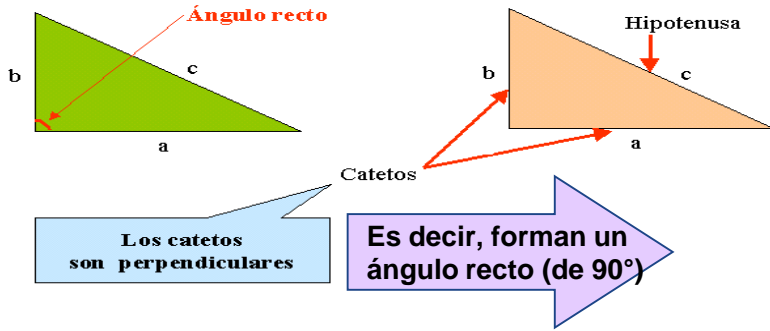 Ángulo recto
b
c
a
Hipotenusa
b
c
a
Catetos
Los catetos
son perpendiculares
Es decir, forman un
ángulo recto (de 90°)